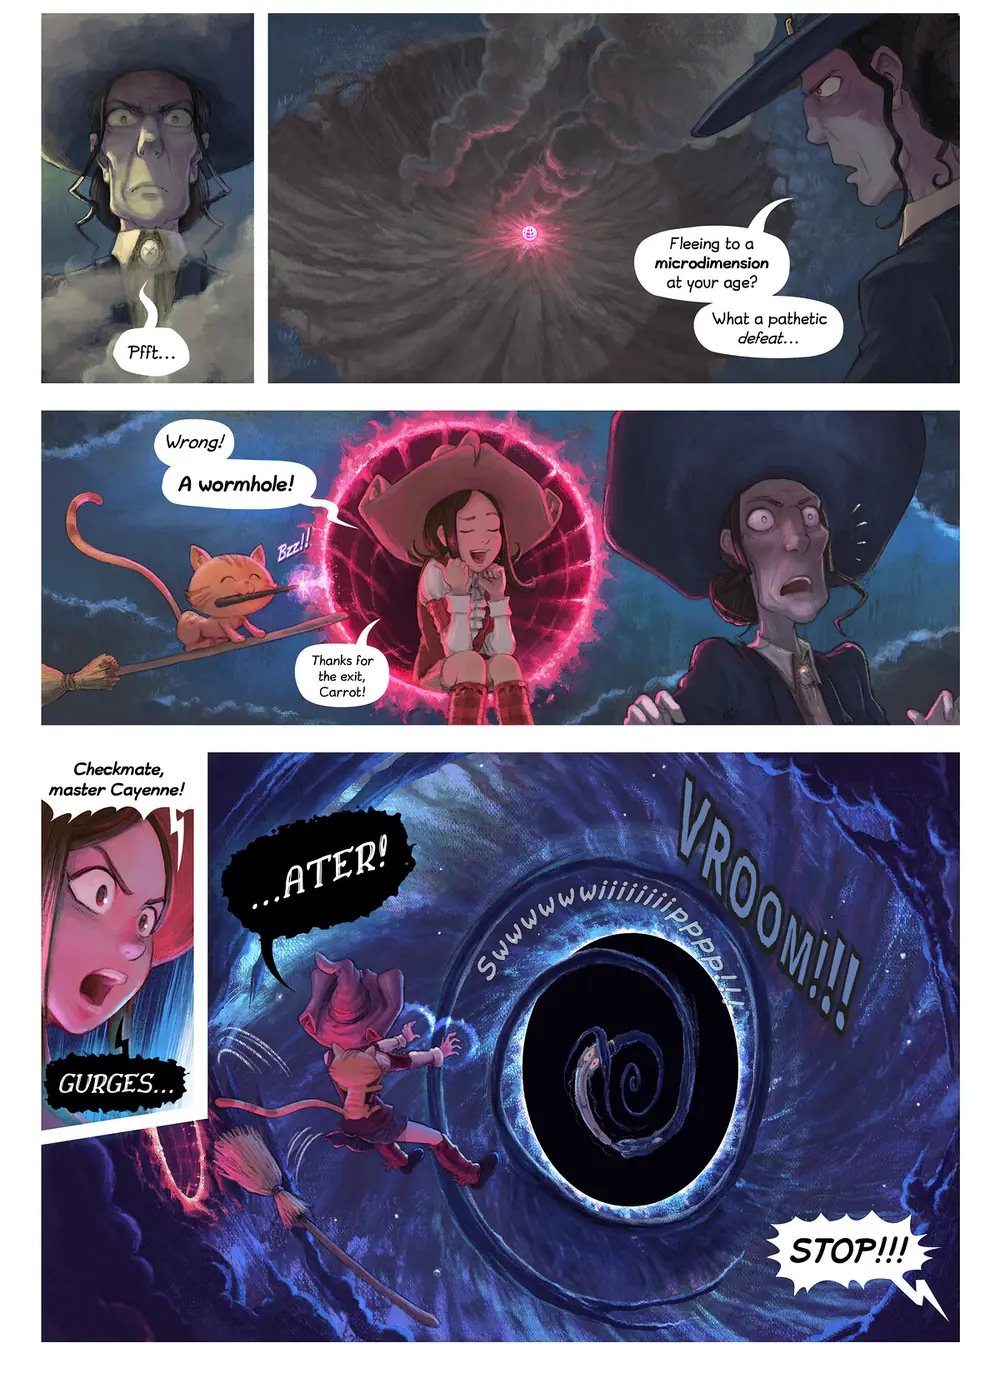 Pfft...
Fleeing to a
microdimension
at your age?
What a pathetic
defeat...
Wrong!
A wormhole!
Bzz!!
Thanks for
the exit,
Carrot!
Checkmate,
master Cayenne!
GURGES...
...ATER!
Swwwwwwiiiiiiiipppp!!!
VROOM!!!
STOP!!!